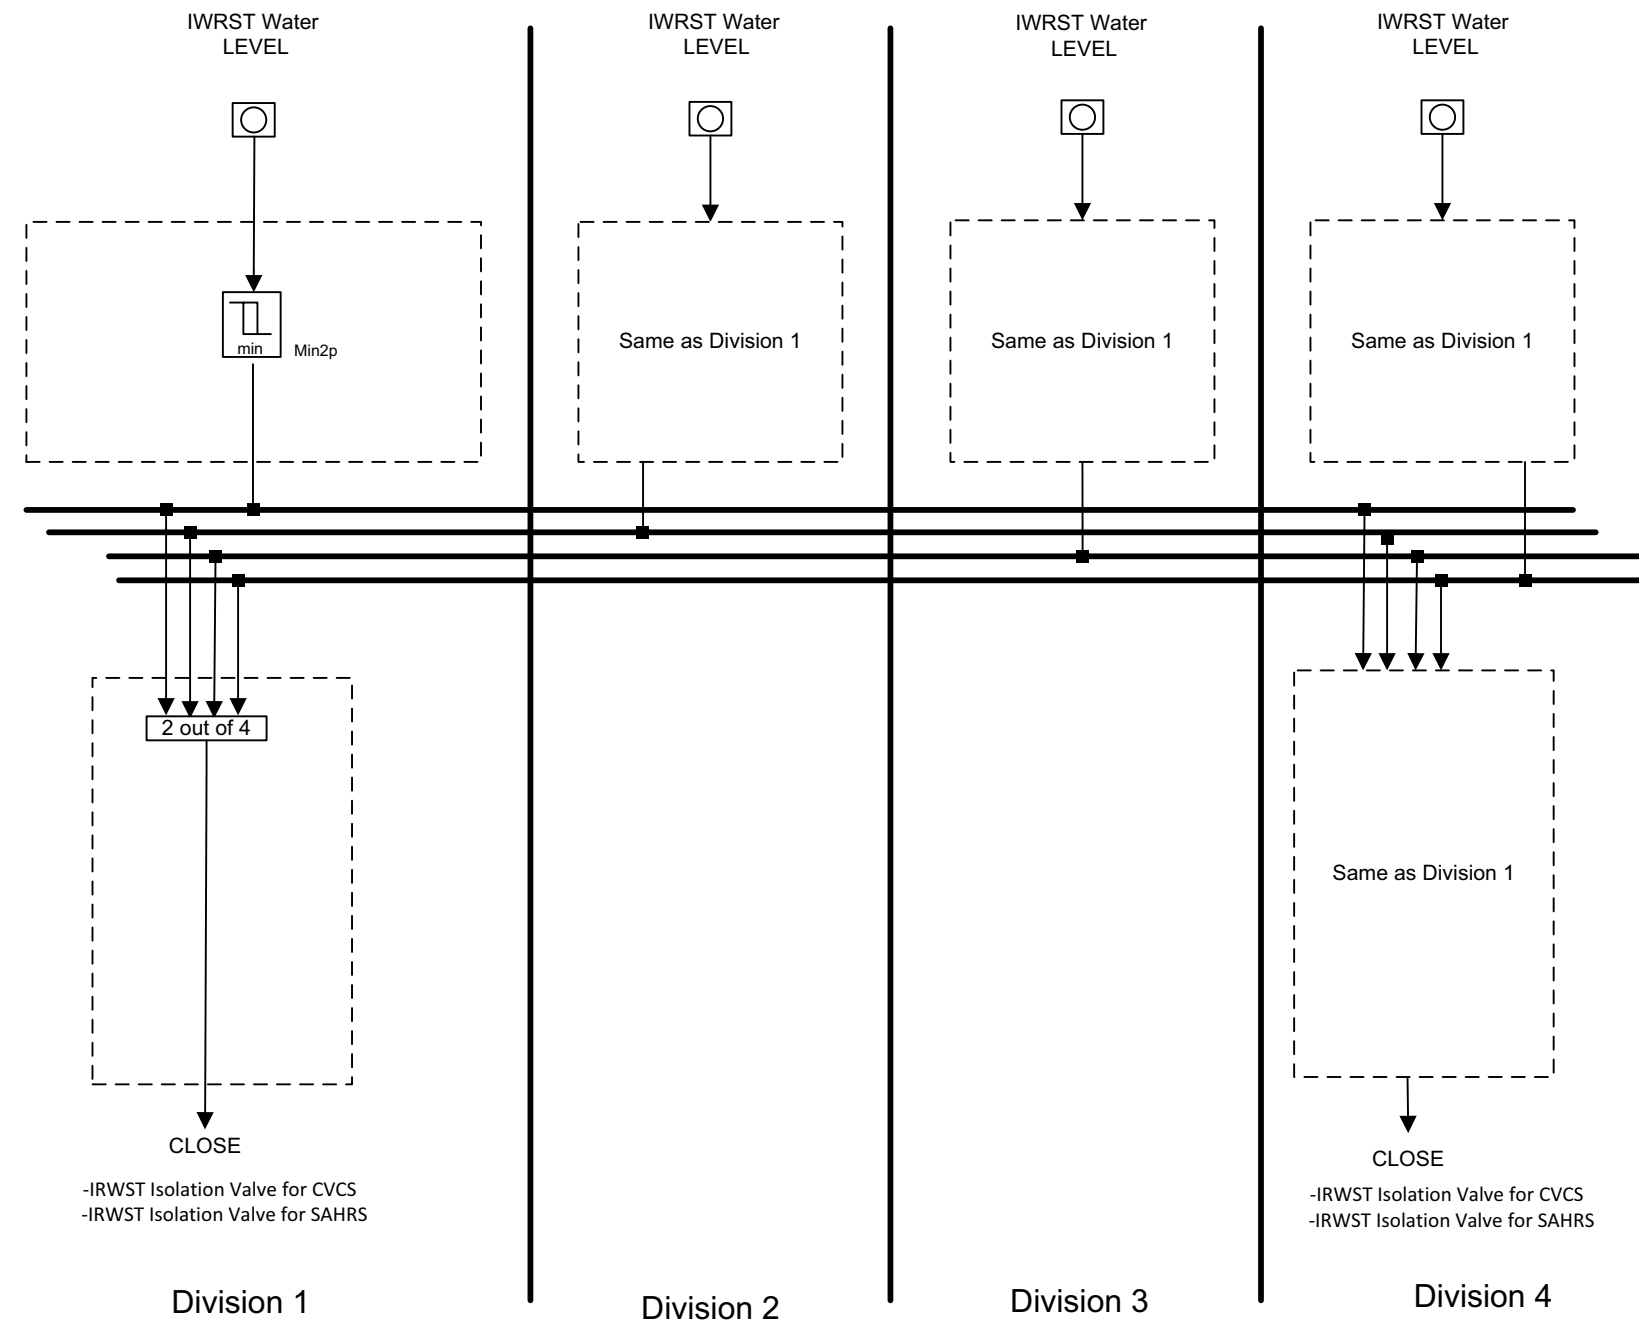 IWRST Water
LEVEL
IWRST Water
LEVEL
IWRST Water
LEVEL
IWRST Water
LEVEL
min
Min2p
Same as Division 1
Same as Division 1
Same as Division 1
2 out of 4
Same as Division 1
CLOSE
-IRWST Isolation Valve for CVCS
-IRWST Isolation Valve for SAHRS
CLOSE
-IRWST Isolation Valve for CVCS
-IRWST Isolation Valve for SAHRS
Division 1
Division 2
Division 3
Division 4